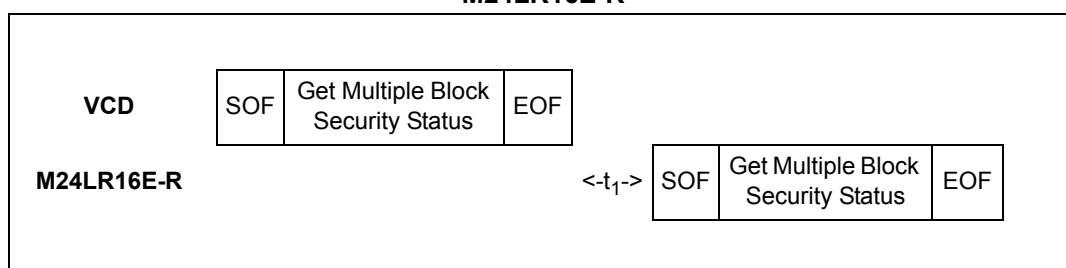 VCD SOF Get Multiple Block Security Status EOF
M24LR16E-R <-t1-> SOF Get Multiple Block Security Status EOF